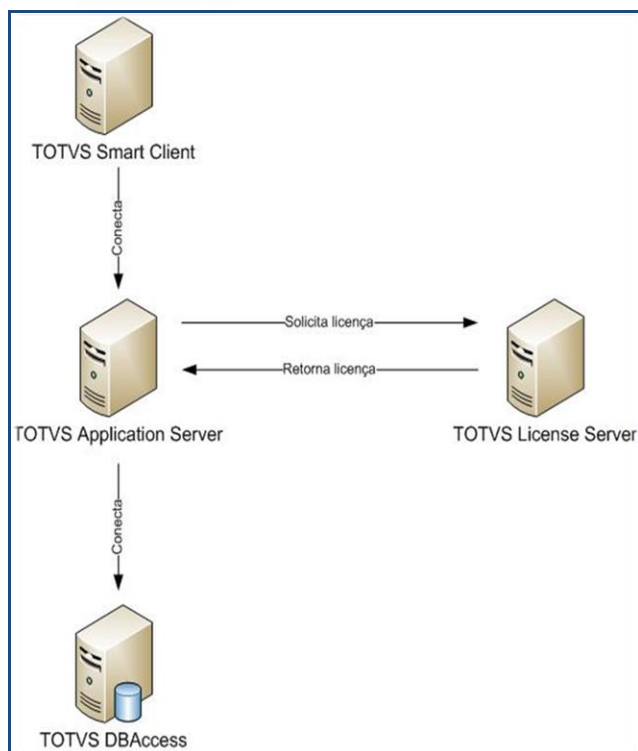 TOTVS Smart Client
Conecta
Solicita licença
Retorna licença
TOTVS Application Server
TOTVS License Server
Conecta
TOTVS DBAccess